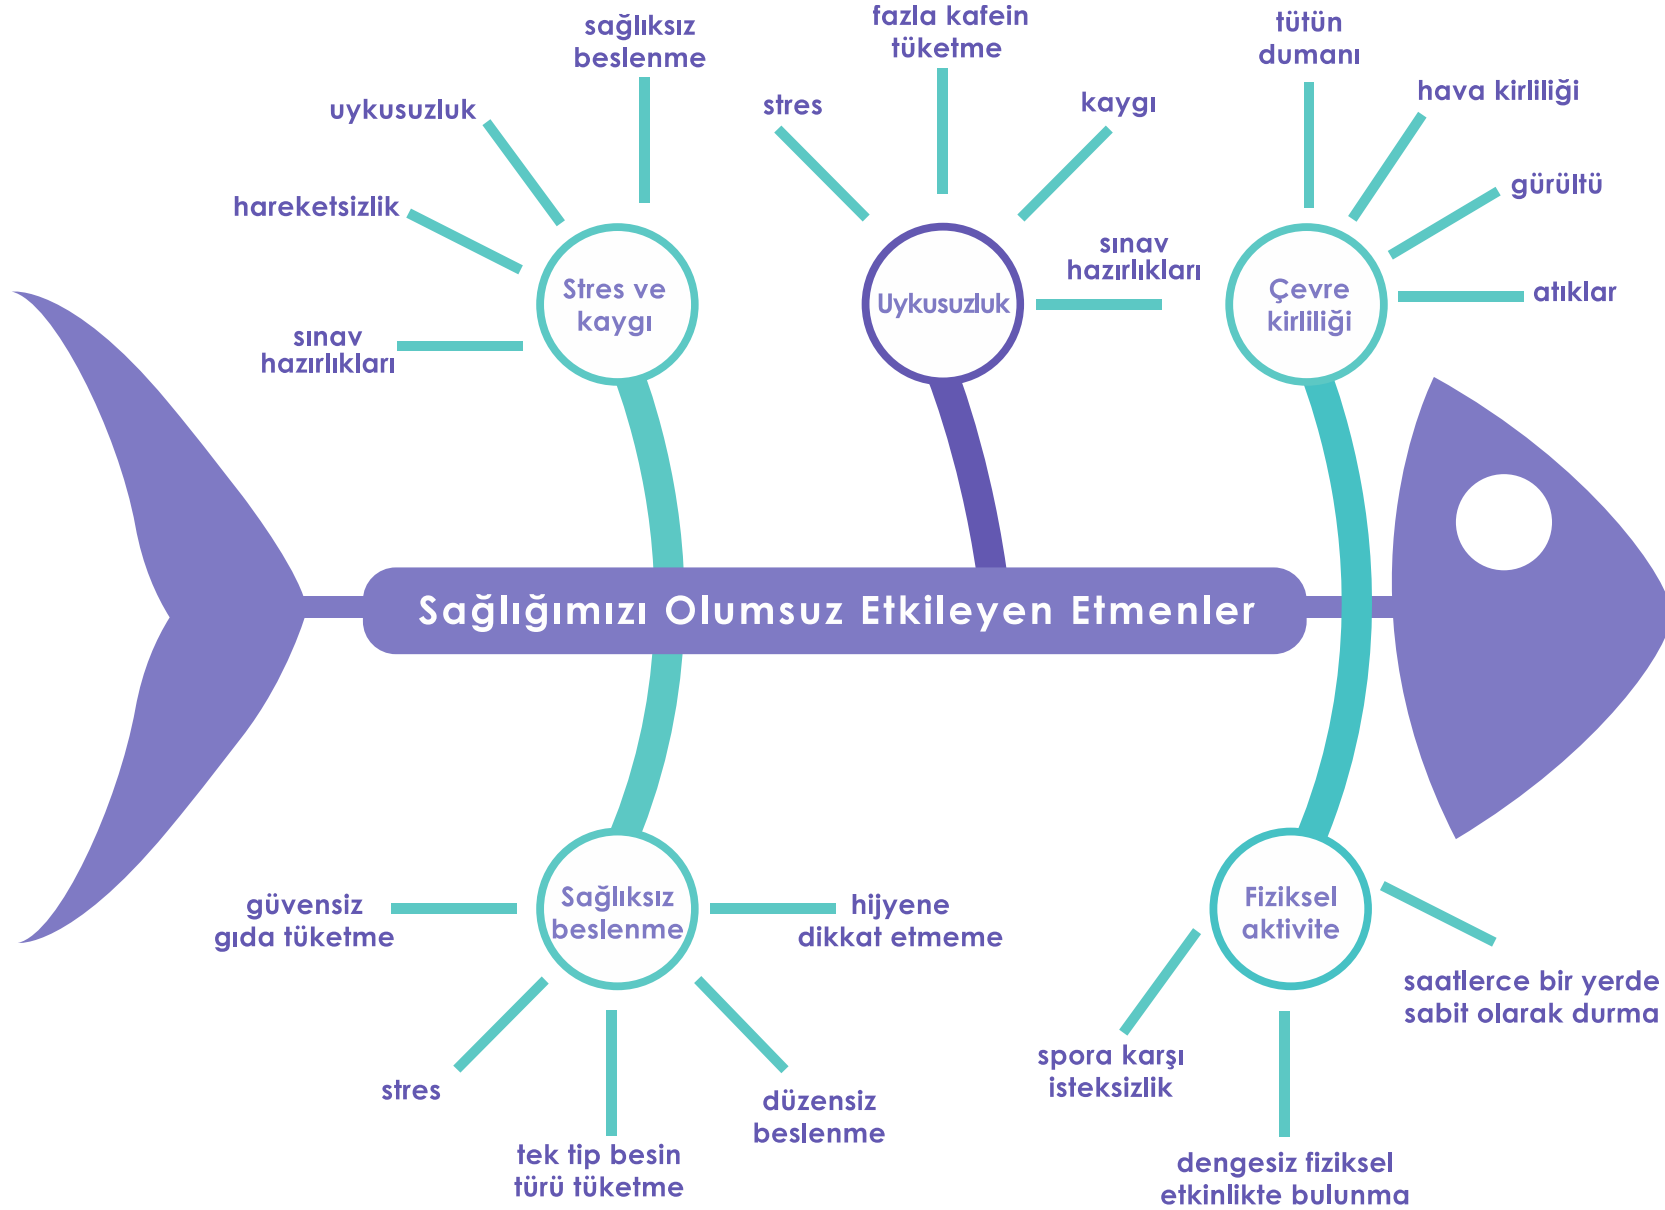 sağlıksız
beslenme
uykusuzluk
hareketsizlik
sınav
hazırlıkları
Stres ve
kaygı
fazla kafein
tüketme
stres
kaygı
sınav
hazırlıkları
Uykusuzluk
tütün
dumanı
hava kirliliği
gürültü
atıklar
Çevre
kirliliği
Sağlığımızı Olumsuz Etkileyen Etmenler
Sağlıksız
beslenme
güvensiz
gıda tüketme
hijyene
dikkat etmeme
stres
düzensiz
beslenme
tek tip besin
türü tüketme
Fiziksel
aktivite
saatlerce bir yerde
sabit olarak durma
spora karşı
isteksizlik
dengesiz fiziksel
etkinlikte bulunma